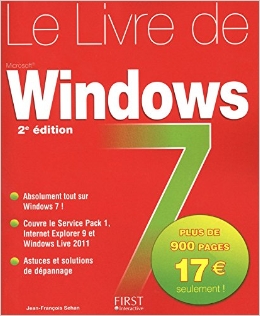 Le Livre de
Microsoft®
Windows
7
2e édition
Absolument tout sur
Windows 7 !
Couvre le Service Pack 1,
Internet Explorer 9 et
Windows Live 2011
Astuces et solutions
de dépannage
PLUS DE
900 PAGES
17 €
seulement !
Jean-François Sehan
FIRST
Interactive